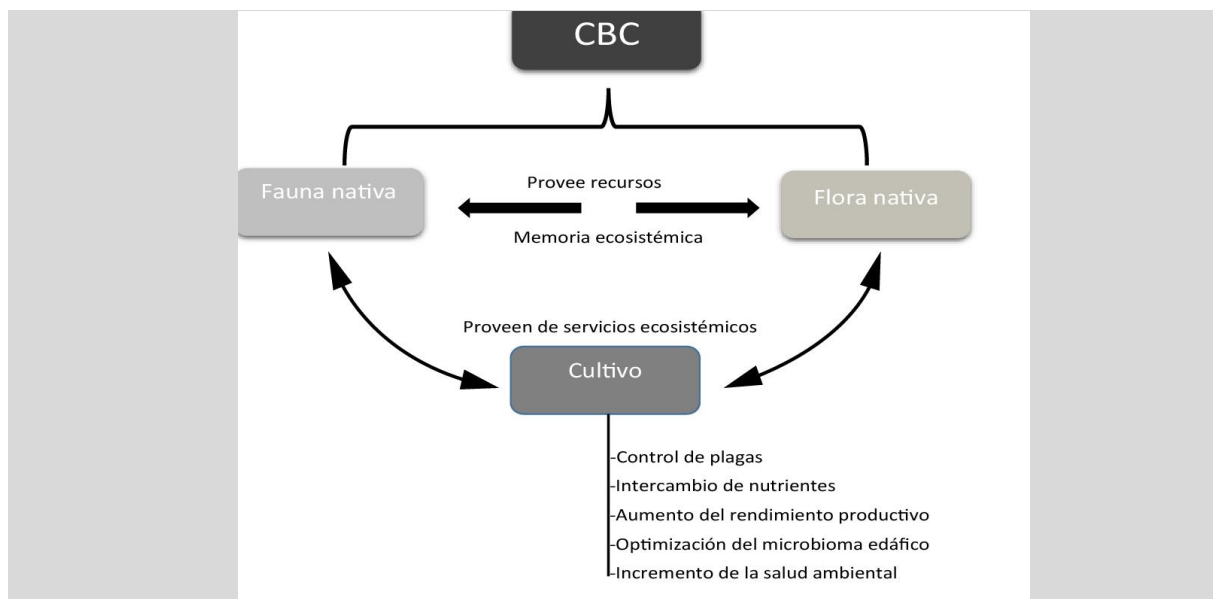 CBC
Fauna nativa
Provee recursos
Flora nativa
Memoria ecosistémica
Proveen de servicios ecosistémicos
Cultivo
-Control de plagas
-Intercambio de nutrientes
-Aumento del rendimiento productivo
-Optimización del microbioma edáfico
-Incremento de la salud ambiental